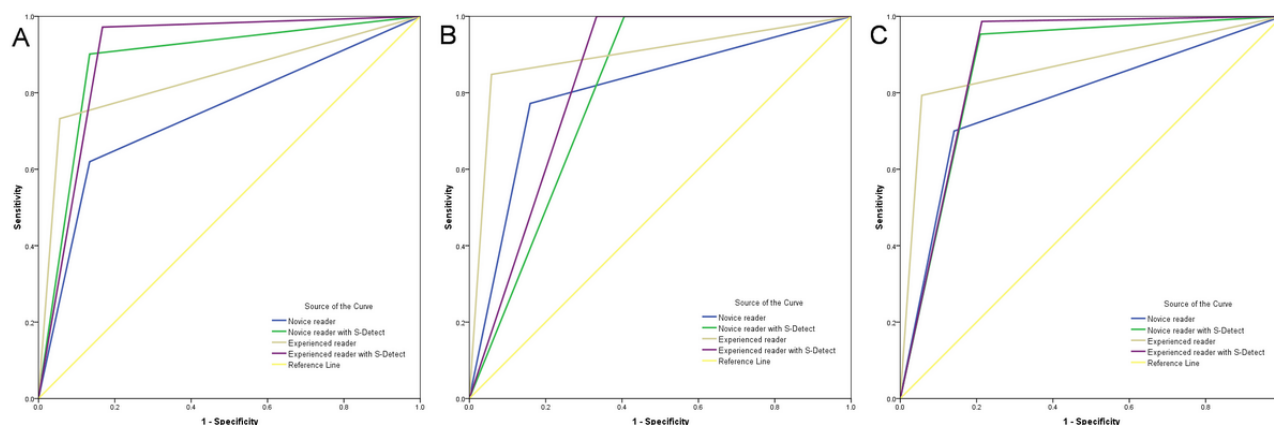 A
1.0
0.8
0.6
0.4
0.2
0.0
Sensitivity
Source of the Curve
Novice reader
Novice reader with S-Detect
Experienced reader
Experienced reader with S-Detect
Reference Line
0.0 0.2 0.4 0.6 0.8 1.0
1 - Specificity
B
1.0
0.8
0.6
0.4
0.2
0.0
Sensitivity
Source of the Curve
Novice reader
Novice reader with S-Detect
Experienced reader
Experienced reader with S-Detect
Reference Line
0.0 0.2 0.4 0.6 0.8 1.0
1 - Specificity
C
1.0
0.8
0.6
0.4
0.2
0.0
Sensitivity
Source of the Curve
Novice reader
Novice reader with S-Detect
Experienced reader
Experienced reader with S-Detect
Reference Line
0.0 0.2 0.4 0.6 0.8
1 - Specificity